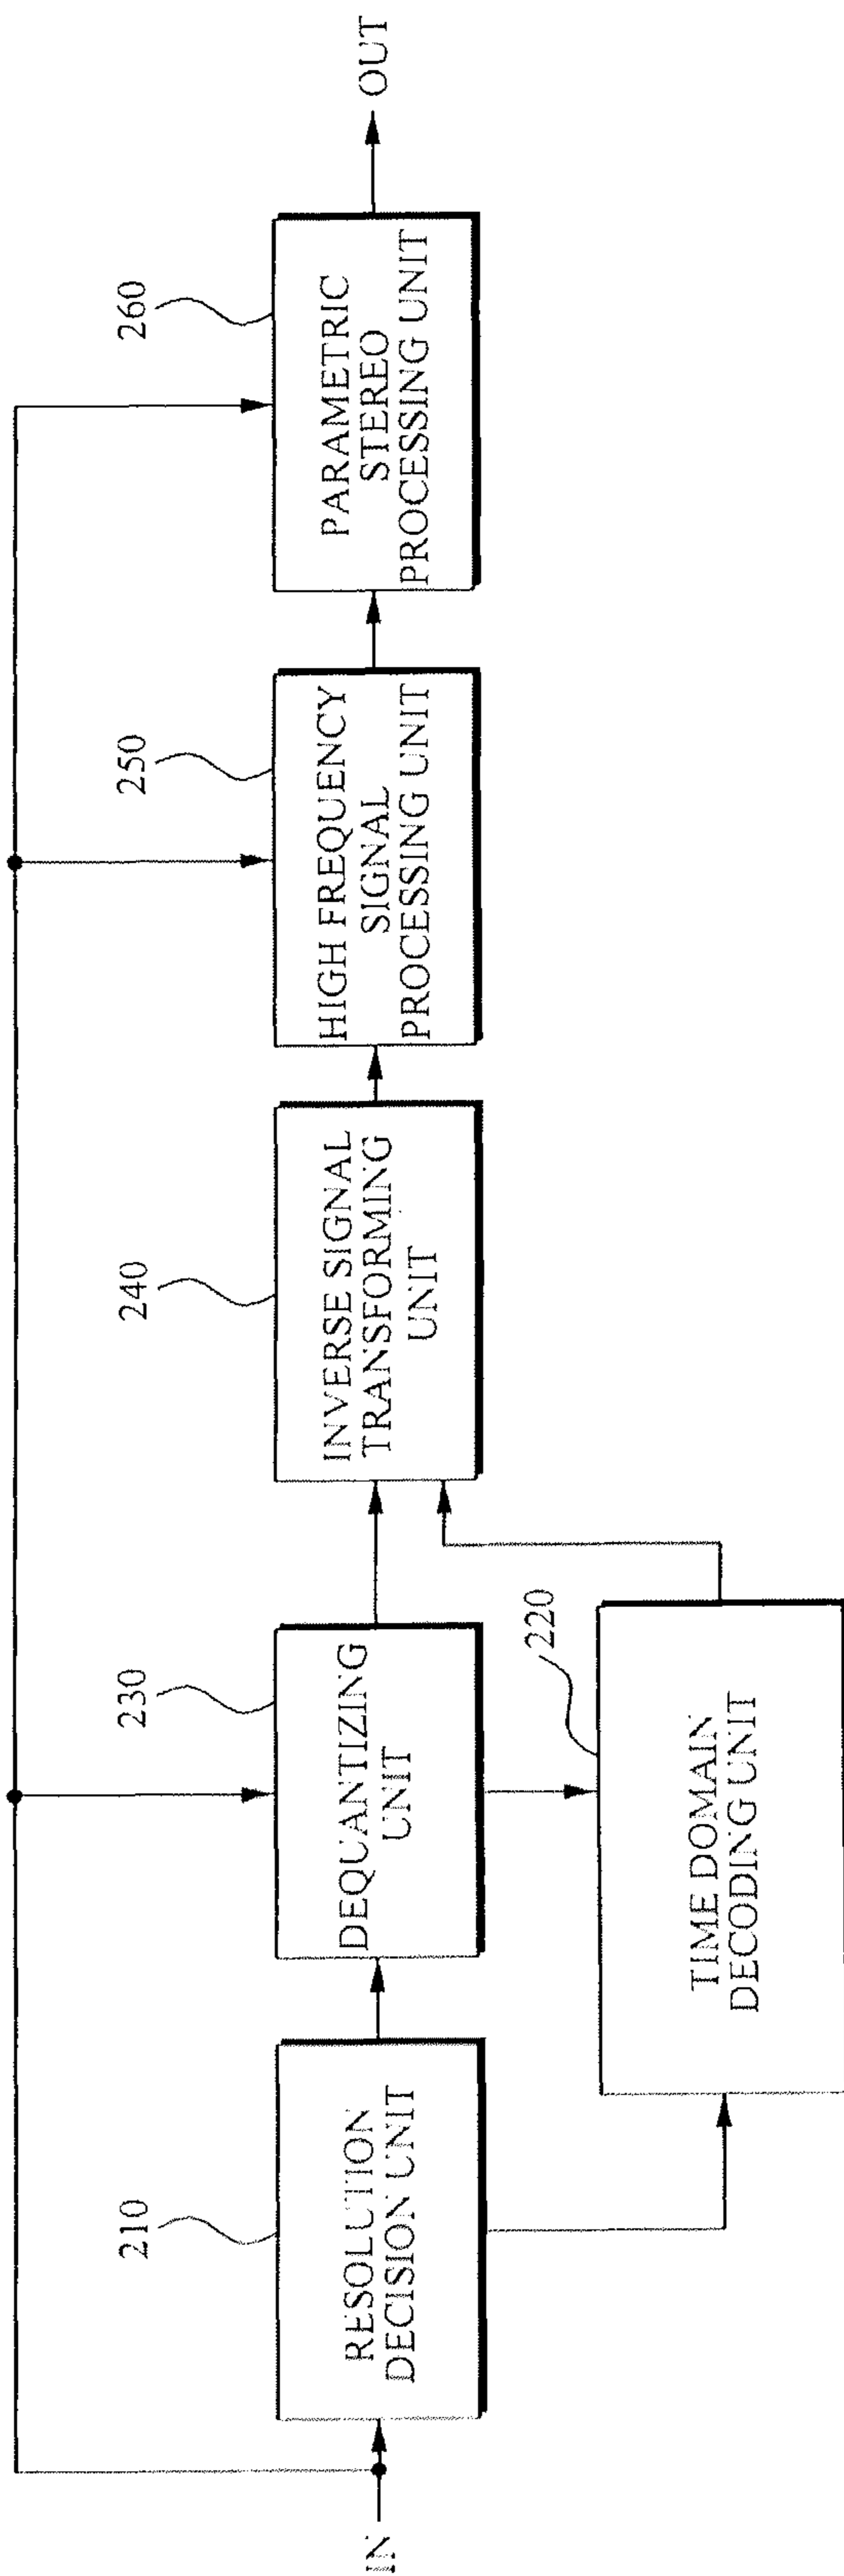 IN
210
RESOLUTION
DECISION UNIT
230
DEQUANTIZING
UNIT
220
TIME DOMAIN
DECODING UNIT
240
INVERSE SIGNAL
TRANSFORMING
UNIT
250
HIGH FREQUENCY
SIGNAL
PROCESSING UNIT
260
PARAMETRIC
STEREO
PROCESSING UNIT
OUT